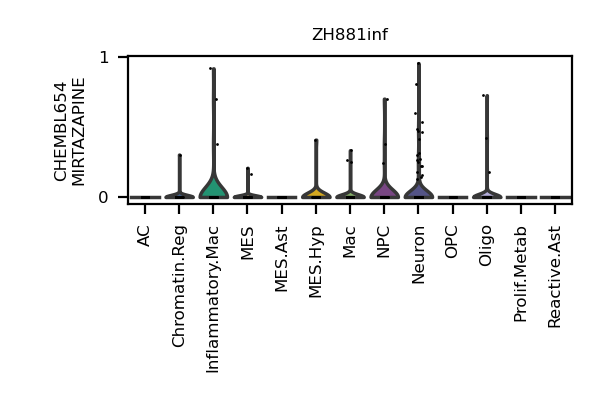 ZH881inf
CHEMBL654
MIRTAZAPINE
1
0
AC
Chromatin.Reg
Inflammatory.Mac
MES
MES.Ast
MES.Hyp
Mac
NPC
Neuron
OPC
Oligo
Prolif.Metab
Reactive.Ast